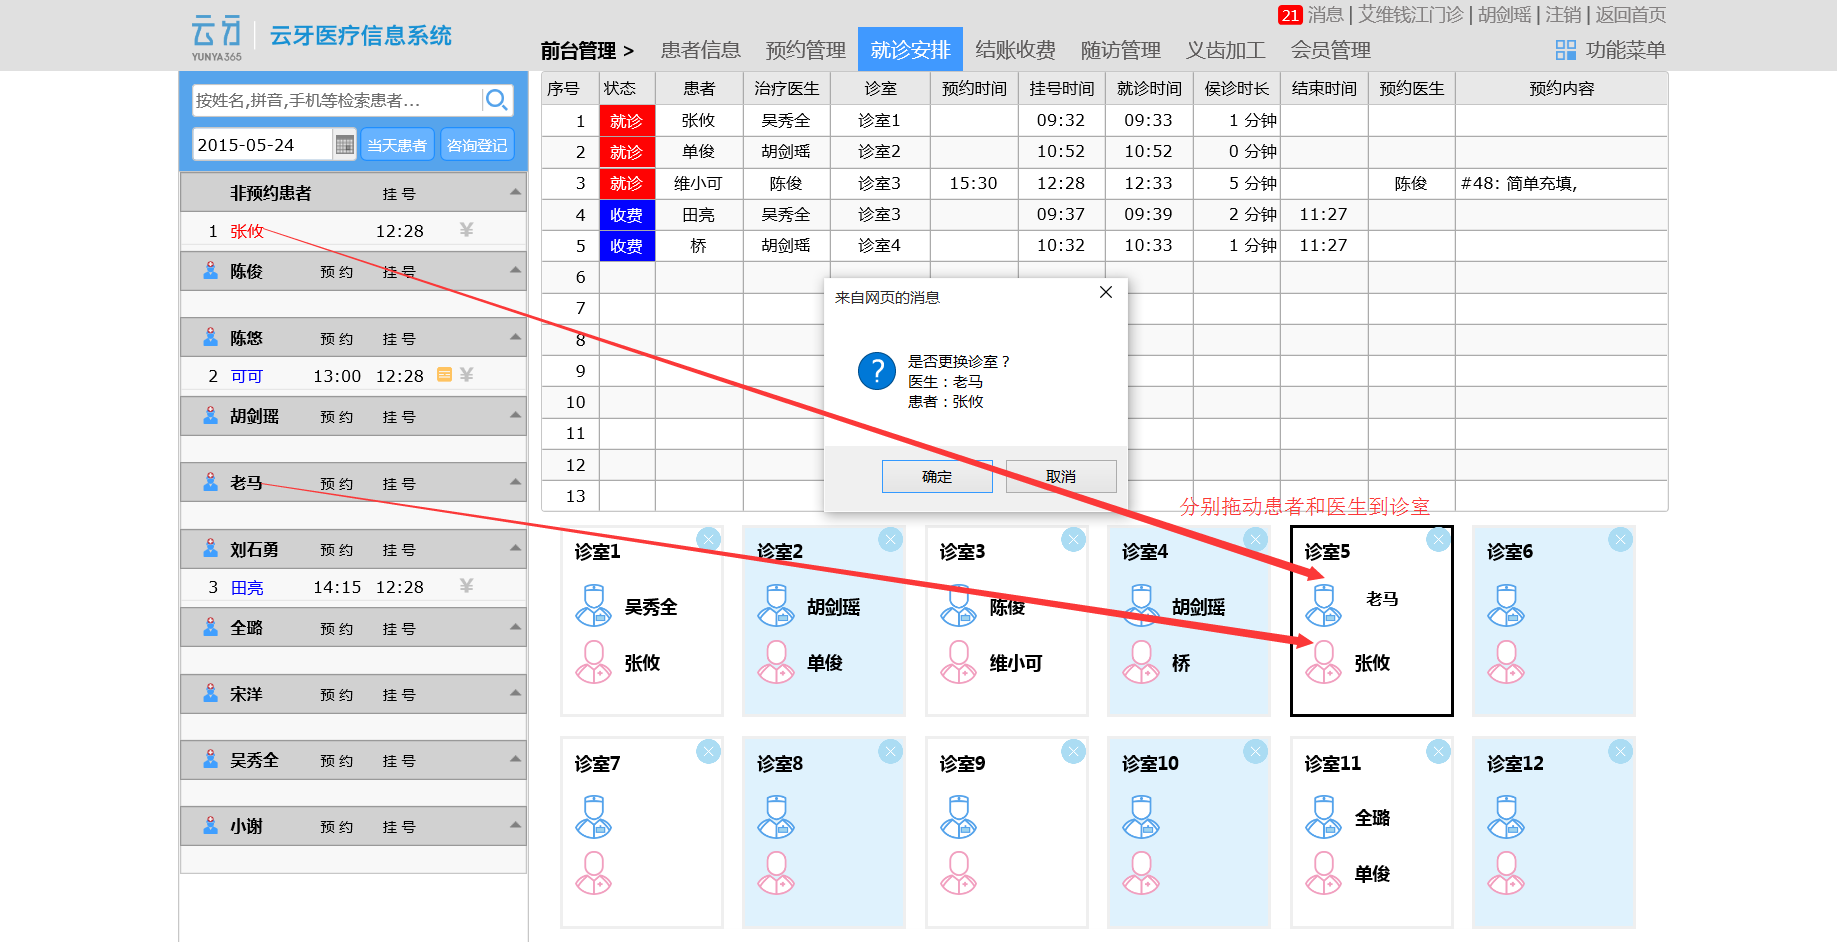 云牙
YUNYA365
云牙医疗信息系统
21 消息 | 艾维钱江门诊 | 胡剑瑶 | 注销 | 返回首页
前台管理 > 患者信息 预约管理 就诊安排 结账收费 随访管理 义齿加工 会员管理 功能菜单
按姓名,拼音,手机等检索患者...
2015-05-24 当天患者 咨询登记
非预约患者 挂 号
1 张攸 12:28 ¥
陈俊 预 约 挂 号
陈悠 预 约 挂 号
2 可可 13:00 12:28 ¥
胡剑瑶 预 约 挂 号
老马 预 约 挂 号
刘石勇 预 约 挂 号
3 田亮 14:15 12:28 ¥
全璐 预 约 挂 号
宋洋 预 约 挂 号
吴秀全 预 约 挂 号
小谢 预 约 挂 号
序号 状态 患者 治疗医生 诊室 预约时间 挂号时间 就诊时间 侯诊时长 结束时间 预约医生 预约内容
1 就诊 张攸 吴秀全 诊室1 09:32 09:33 1 分钟
2 就诊 单俊 胡剑瑶 诊室2 10:52 10:52 0 分钟
3 就诊 维小可 陈俊 诊室3 15:30 12:28 12:33 5 分钟 陈俊 #48: 简单充填,
4 收费 田亮 吴秀全 诊室3 09:37 09:39 2 分钟 11:27
5 收费 桥 胡剑瑶 诊室4 10:32 10:33 1 分钟 11:27
6
7
8
9
10
11
12
13
来自网页的消息
是否更换诊室？
医生：老马
患者：张攸
确定 取消
分别拖动患者和医生到诊室
诊室1 诊室2 诊室3 诊室4 诊室5 诊室6
吴秀全 胡剑瑶 陈俊 胡剑瑶 老马
张攸 单俊 维小可 桥 张攸
诊室7 诊室8 诊室9 诊室10 诊室11 诊室12
全璐
单俊